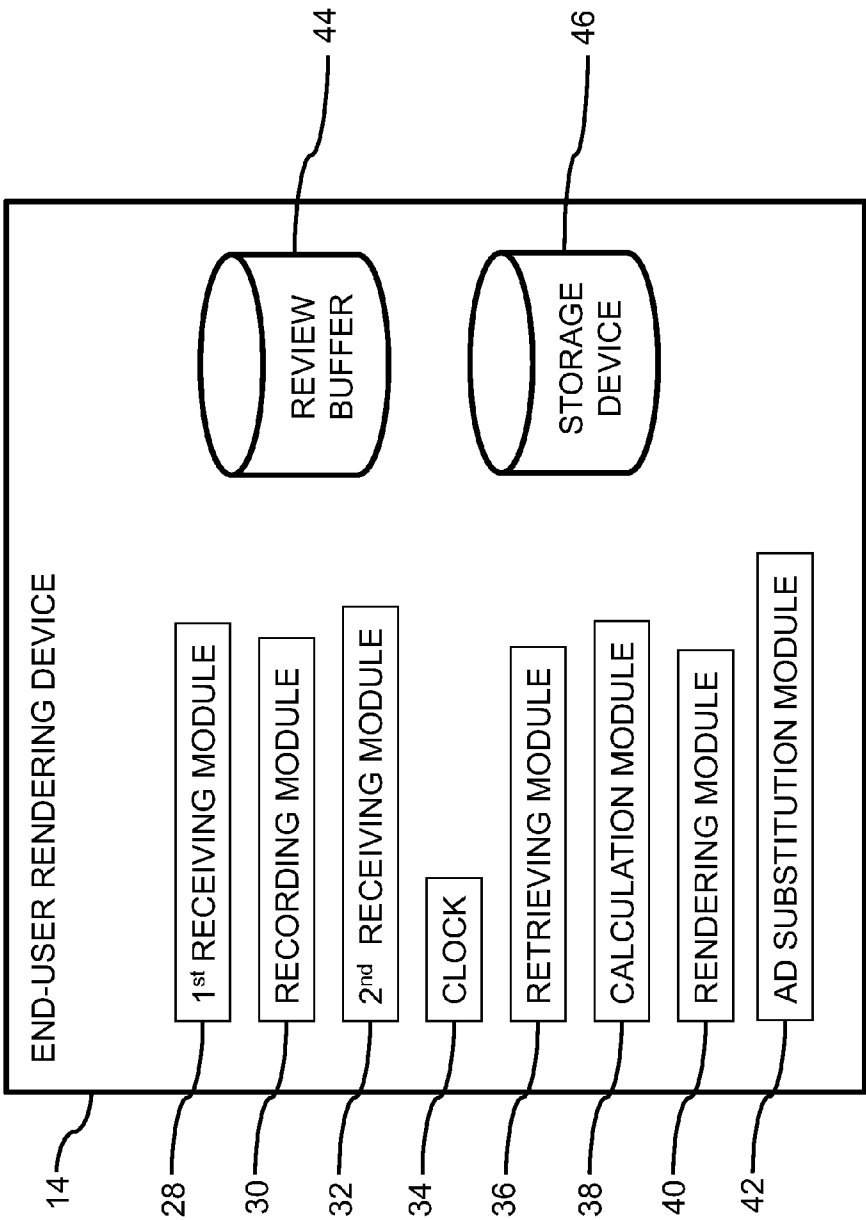 END-USER RENDERING DEVICE
14
28
1st RECEIVING MODULE
30
RECORDING MODULE
32
2nd RECEIVING MODULE
34
CLOCK
36
RETRIEVING MODULE
38
CALCULATION MODULE
40
RENDERING MODULE
42
AD SUBSTITUTION MODULE
REVIEW
BUFFER
44
STORAGE
DEVICE
46